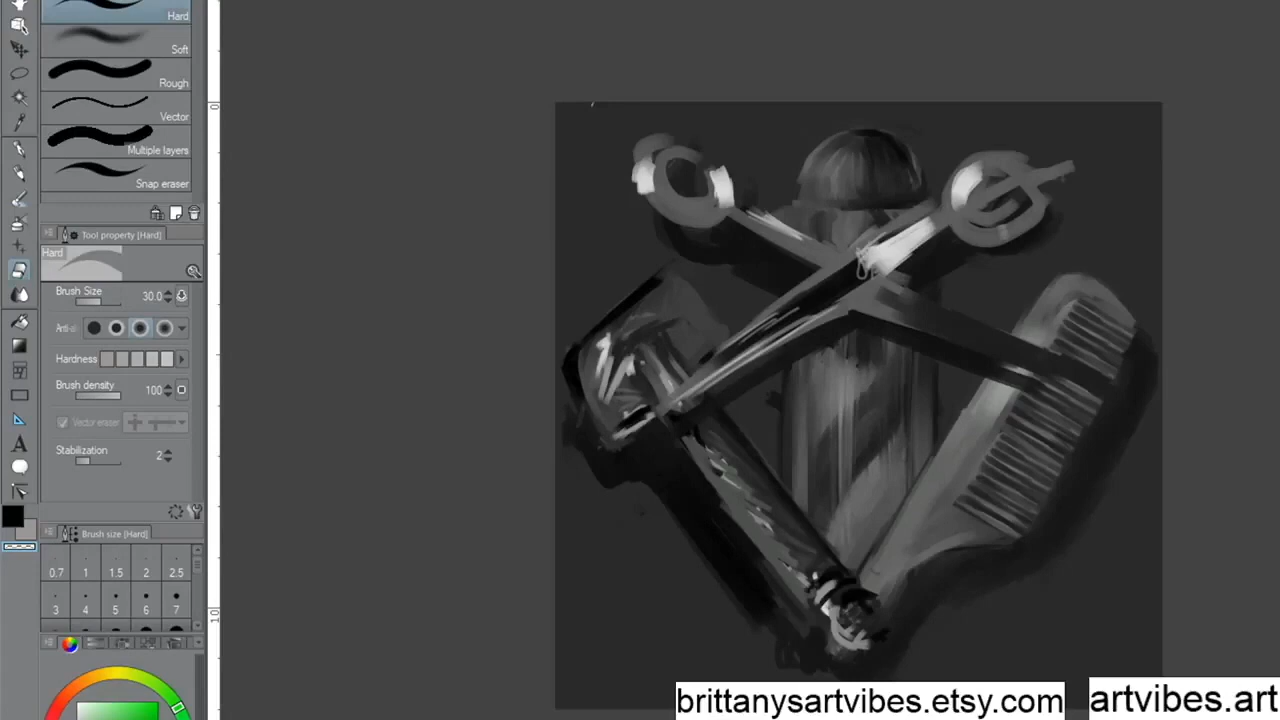 Hard
Soft
Rough
Vector
Multiple layers
Snap eraser
Tool property [Hard]
Hard
Brush Size 30.0
Anti-al
Hardness
Brush density 100
Vector eraser
Stabilization 2
Brush size [Hard]
0.7 1 1.5 2 2.5
3 4 5 6 7
0
10
A
brittanysartvibes.etsy.com
artvibes.art